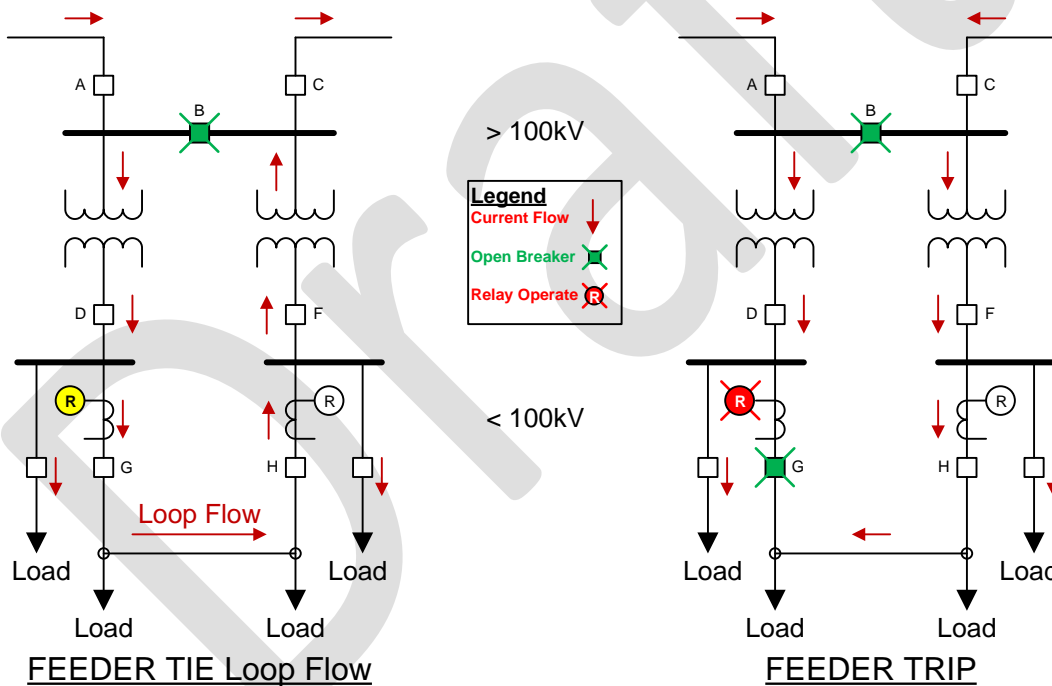 A
B
C
> 100kV
Legend
Current Flow
Open Breaker
Relay Operate R
D
F
R
R
< 100kV
G
H
Loop Flow
Load
Load
Load
Load
FEEDER TIE Loop Flow
A
B
C
D
F
R
R
G
H
Load
Load
Load
Load
FEEDER TRIP
Draft